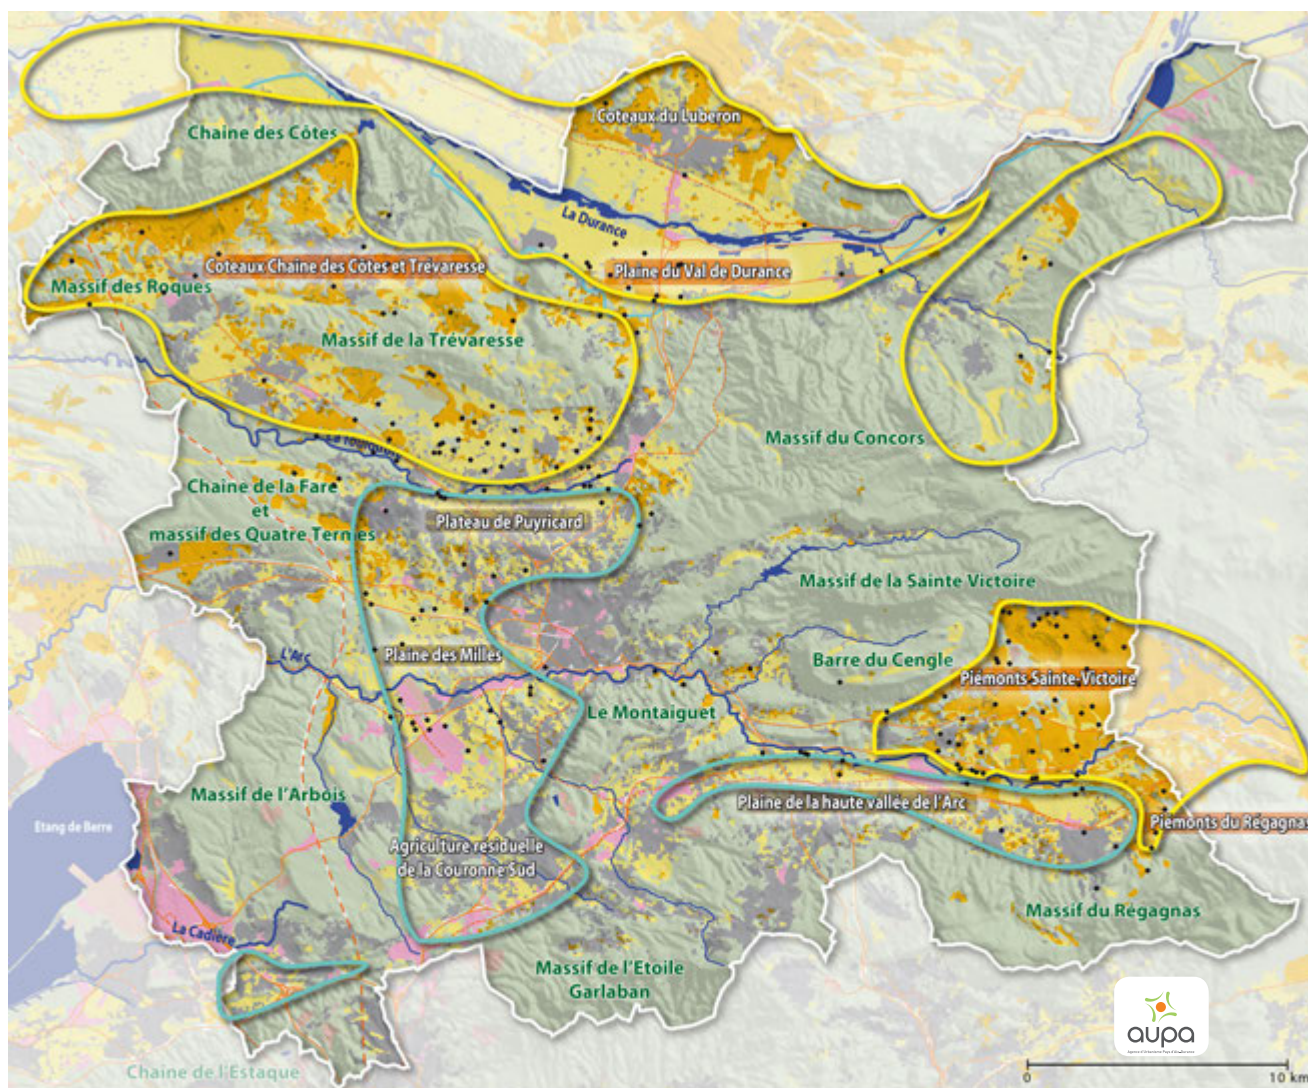 Coteaux du Luberon
Chaine des Côtes
La Durance
Coteaux Chaine des Côtes et Trévaresse
Plaine du Val de Durance
Massif des Roques
Massif de la Trévaresse
Massif du Concors
La Touloubre
Chaîne de la Fare
et
massif des Quatre Termes
Plateau de Puyricard
Massif de la Sainte Victoire
L'Arc
Plaine des Milles
Barre du Cengle
Piémonts Sainte-Victoire
Le Montaiguet
Massif de l'Arbois
Plaine de la haute vallée de l'Arc
Etang de Berre
Piémonts du Régagnas
Agriculture résiduelle
de la Couronne Sud
Massif du Régagnas
La Cadière
Massif de l'Etoile
Garlaban
aupa
Chaine de l'Estaque
0 10 km